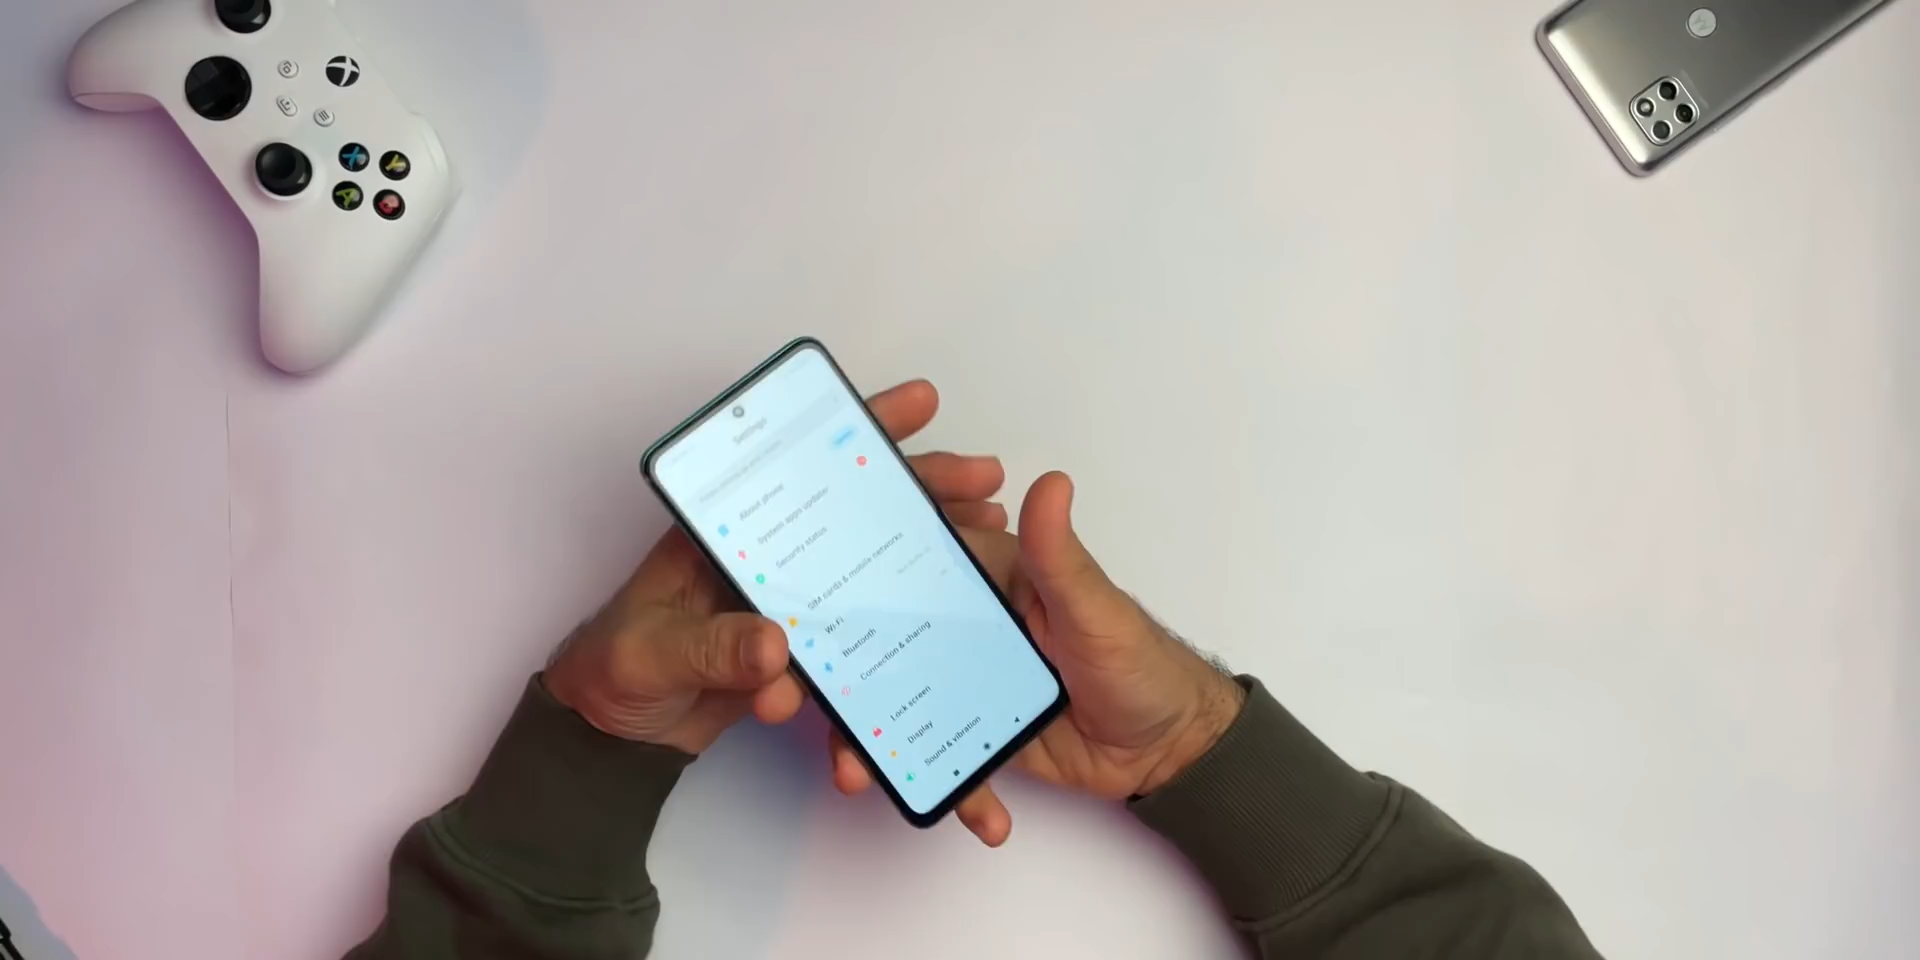 Settings
About phone
System apps updater
Security status
SIM cards & mobile networks
Wi-Fi
Bluetooth
Connection & sharing
Lock screen
Display
Sound & vibration
X
Y
A